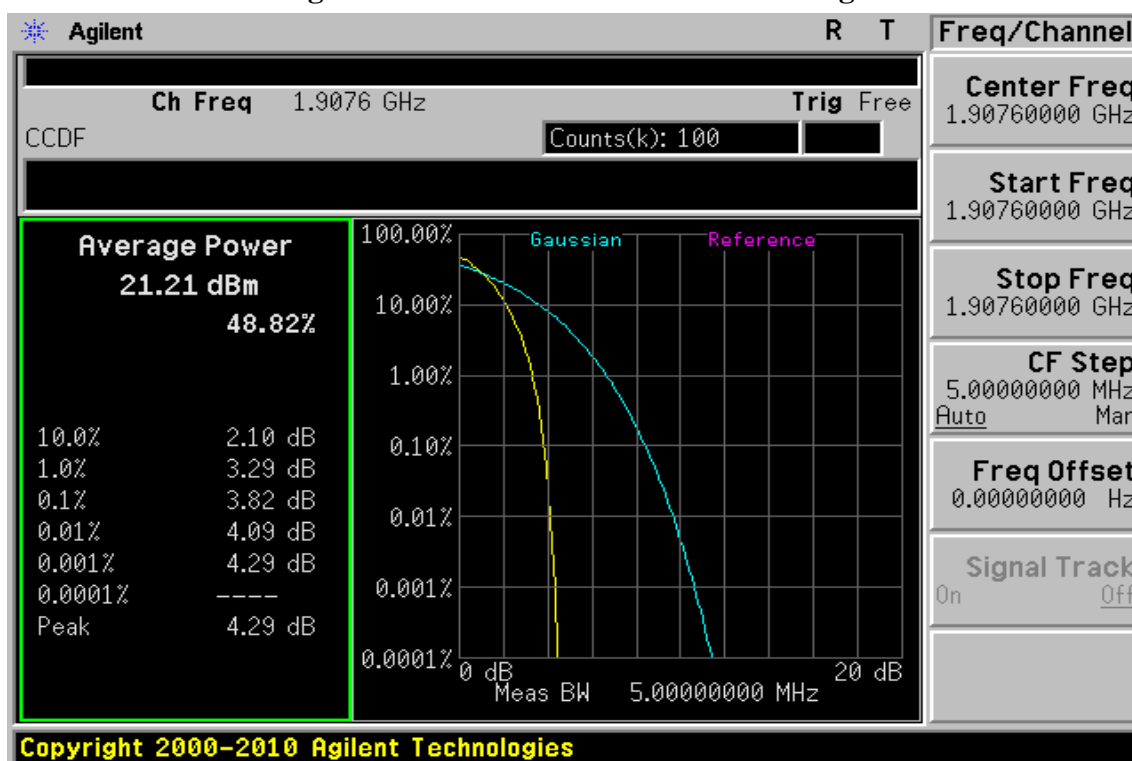 Agilent R T
Ch Freq 1.9076 GHz Trig Free
CCDF Counts(k): 100
Average Power
21.21 dBm
48.82%
10.0% 2.10 dB
1.0% 3.29 dB
0.1% 3.82 dB
0.01% 4.09 dB
0.001% 4.29 dB
0.0001% ----
Peak 4.29 dB
Gaussian Reference
100.00%
10.00%
1.00%
0.10%
0.01%
0.001%
0.0001%
0 dB 20 dB
Meas BW 5.00000000 MHz
Freq/Channel
Center Freq
1.90760000 GHz
Start Freq
1.90760000 GHz
Stop Freq
1.90760000 GHz
CF Step
5.00000000 MHz
Auto Man
Freq Offset
0.00000000 Hz
Signal Track
On Off
Copyright 2000-2010 Agilent Technologies